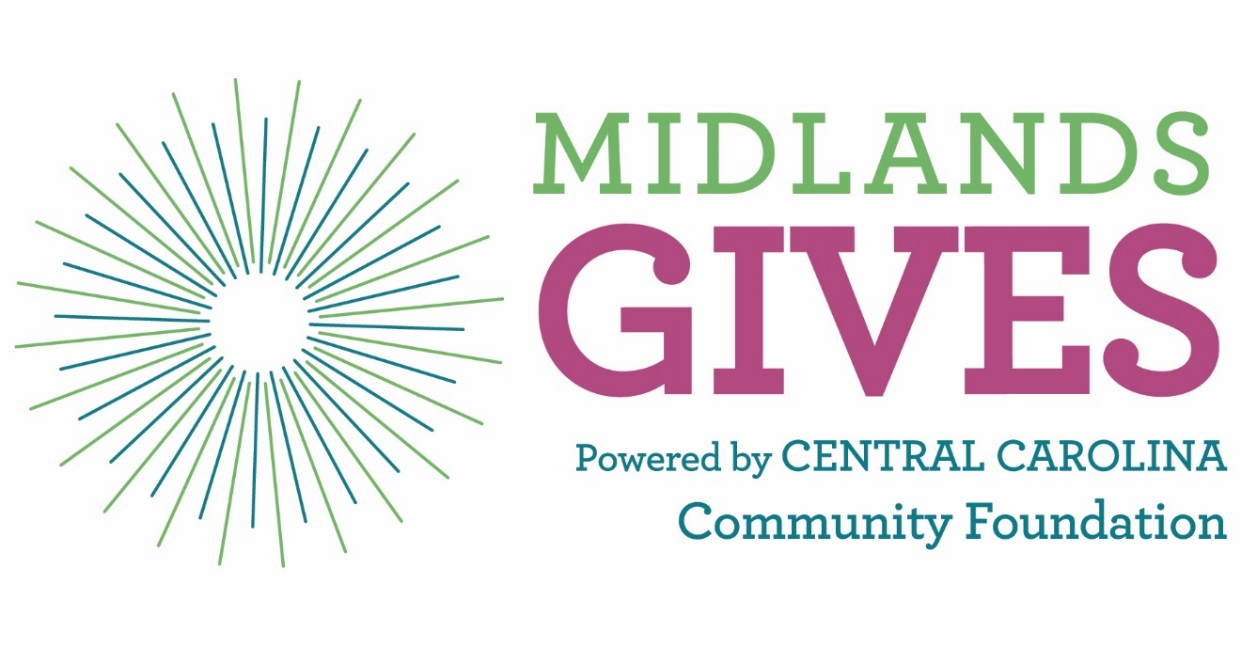 MIDLANDS
GIVES
Powered by CENTRAL CAROLINA
Community Foundation